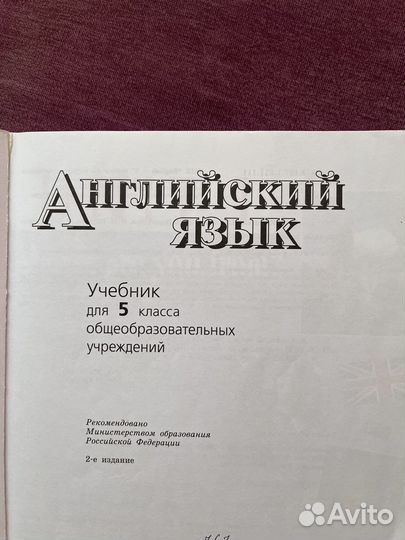 Английский
язык
Учебник
для 5 класса
общеобразовательных
учреждений
Рекомендовано
Министерством образования
Российской Федерации
2-е издание
Avito